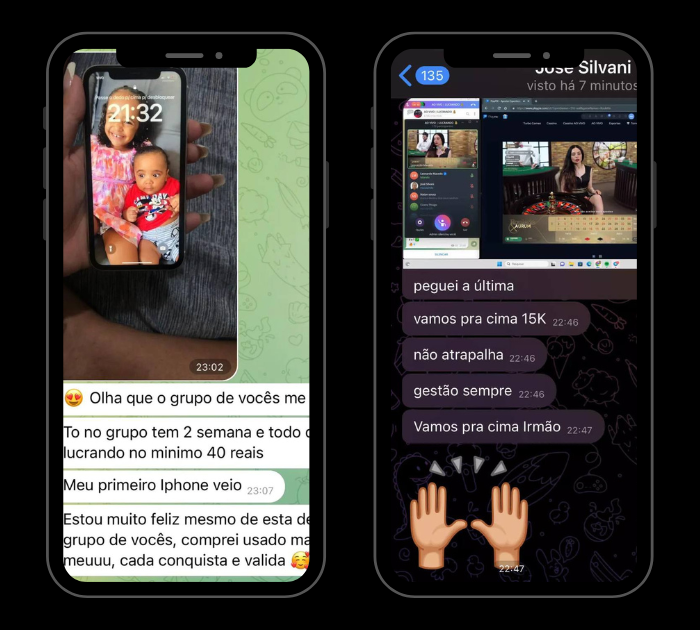 21:32
23:02
😍 Olha que o grupo de vocês me
To no grupo tem 2 semana e todo d
lucrando no minimo 40 reais
Meu primeiro Iphone veio 23:07
Estou muito feliz mesmo de esta de
grupo de vocês, comprei usado ma
meuuu, cada conquista e valida 🥰
135
José Silvani
visto há 7 minutos
peguei a última
vamos pra cima 15K 22:46
não atrapalha 22:46
gestão sempre 22:46
Vamos pra cima Irmão 22:47
22:47